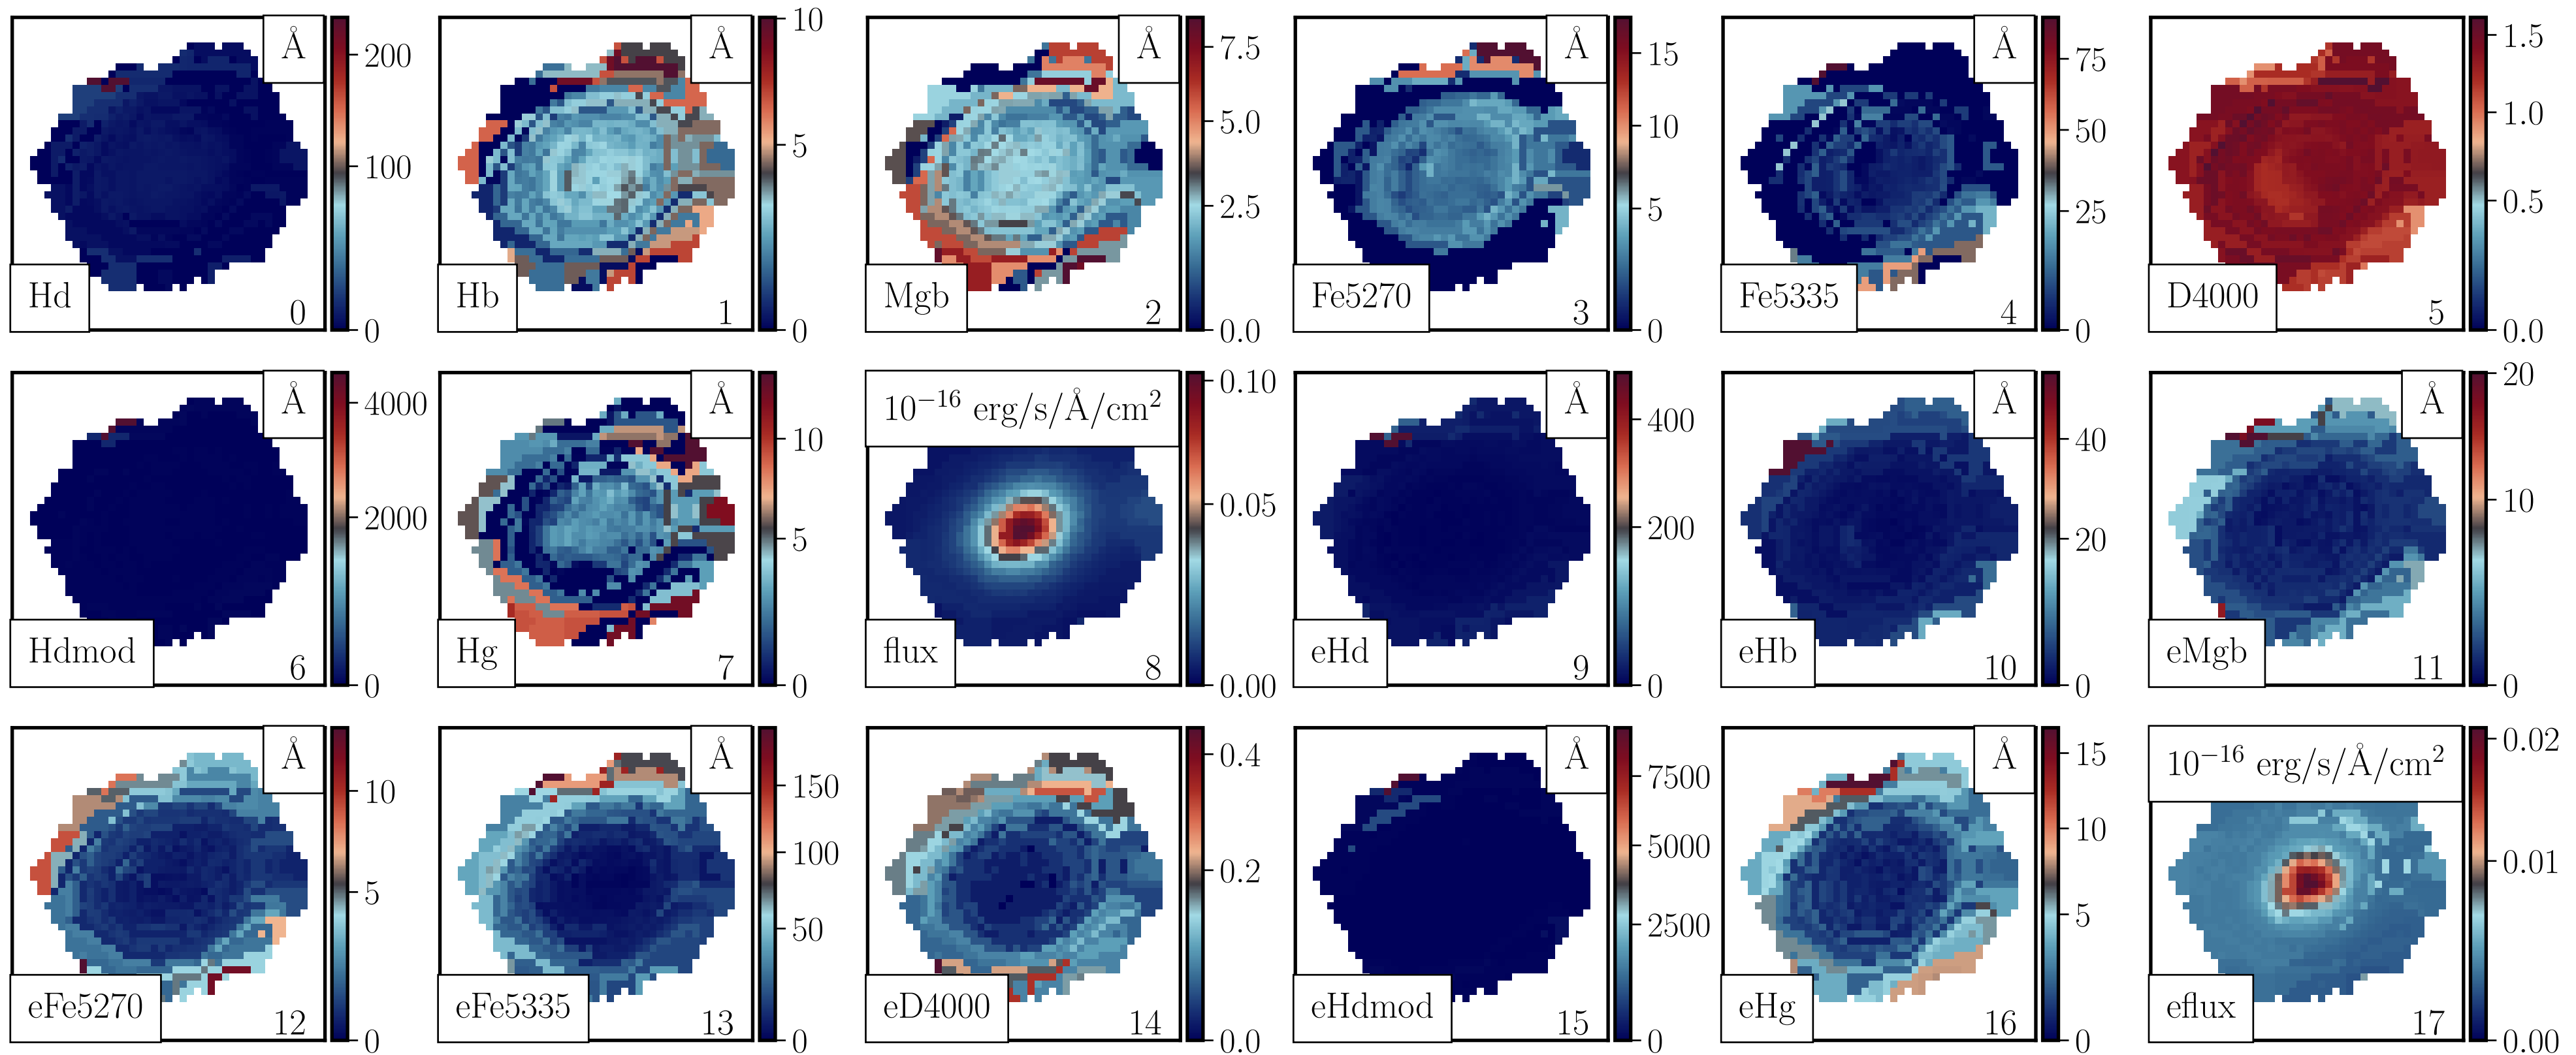 Å
200
100
0
Hd
0
Å
10
5
0
Hb
1
Å
7.5
5.0
2.5
0.0
Mgb
2
Å
15
10
5
0
Fe5270
3
Å
75
50
25
0
Fe5335
4
Å
1.5
1.0
0.5
0.0
D4000
5
Å
4000
2000
0
Hdmod
6
Å
10
5
0
Hg
7
10⁻¹⁶ erg/s/Å/cm²
0.10
0.05
0.00
flux
8
Å
400
200
0
eHd
9
Å
40
20
0
eHb
10
Å
20
10
0
eMgb
11
Å
10
5
0
eFe5270
12
Å
150
100
50
0
eFe5335
13
Å
0.4
0.2
0.0
eD4000
14
Å
7500
5000
2500
0
eHdmod
15
Å
15
10
5
0
eHg
16
10⁻¹⁶ erg/s/Å/cm²
0.02
0.01
0.00
eflux
17